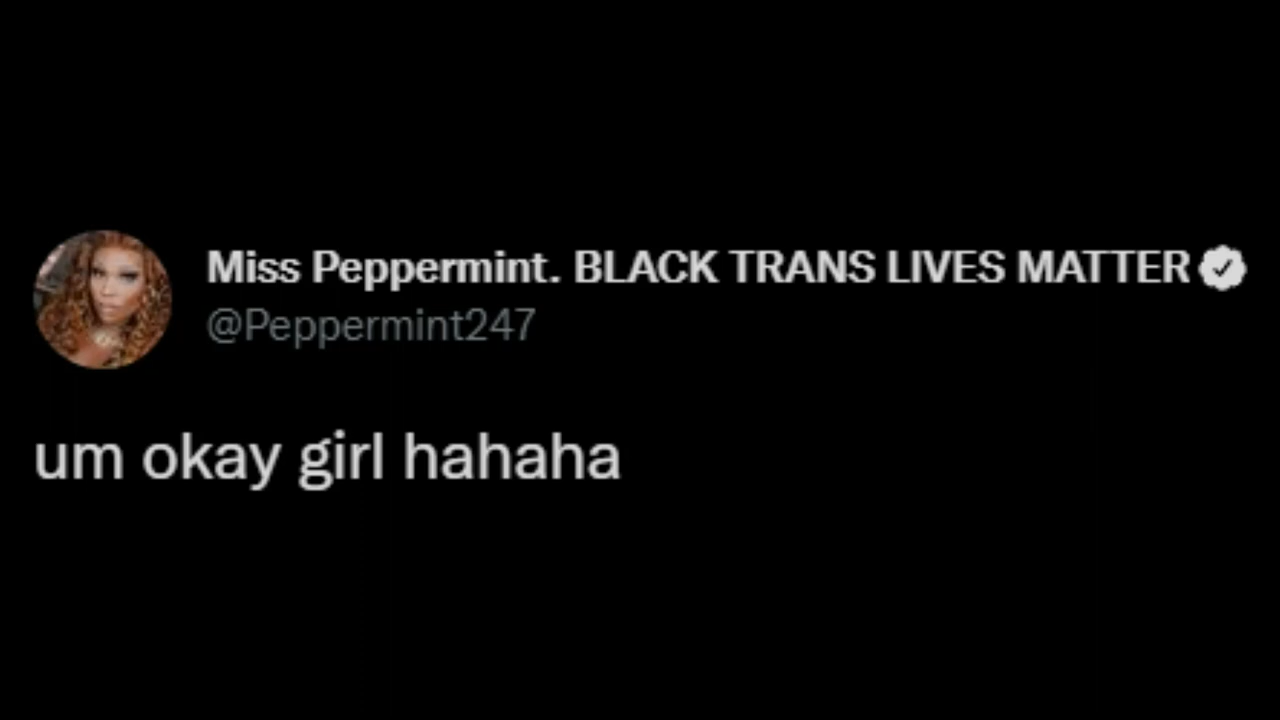 Miss Peppermint. BLACK TRANS LIVES MATTER
@Peppermint247
um okay girl hahaha